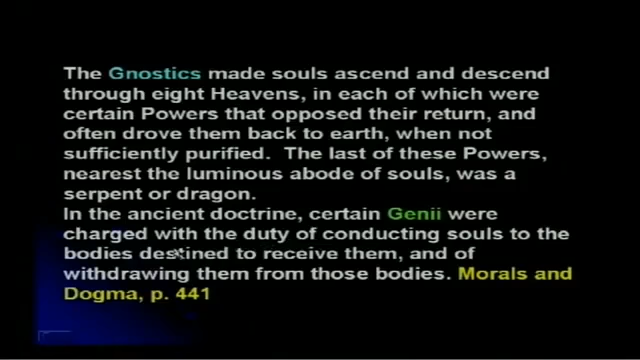 The Gnostics made souls ascend and descend
through eight Heavens, in each of which were
certain Powers that opposed their return, and
often drove them back to earth, when not
sufficiently purified. The last of these Powers,
nearest the luminous abode of souls, was a
serpent or dragon.
In the ancient doctrine, certain Genii were
charged with the duty of conducting souls to the
bodies destined to receive them, and of
withdrawing them from those bodies. Morals and
Dogma, p. 441